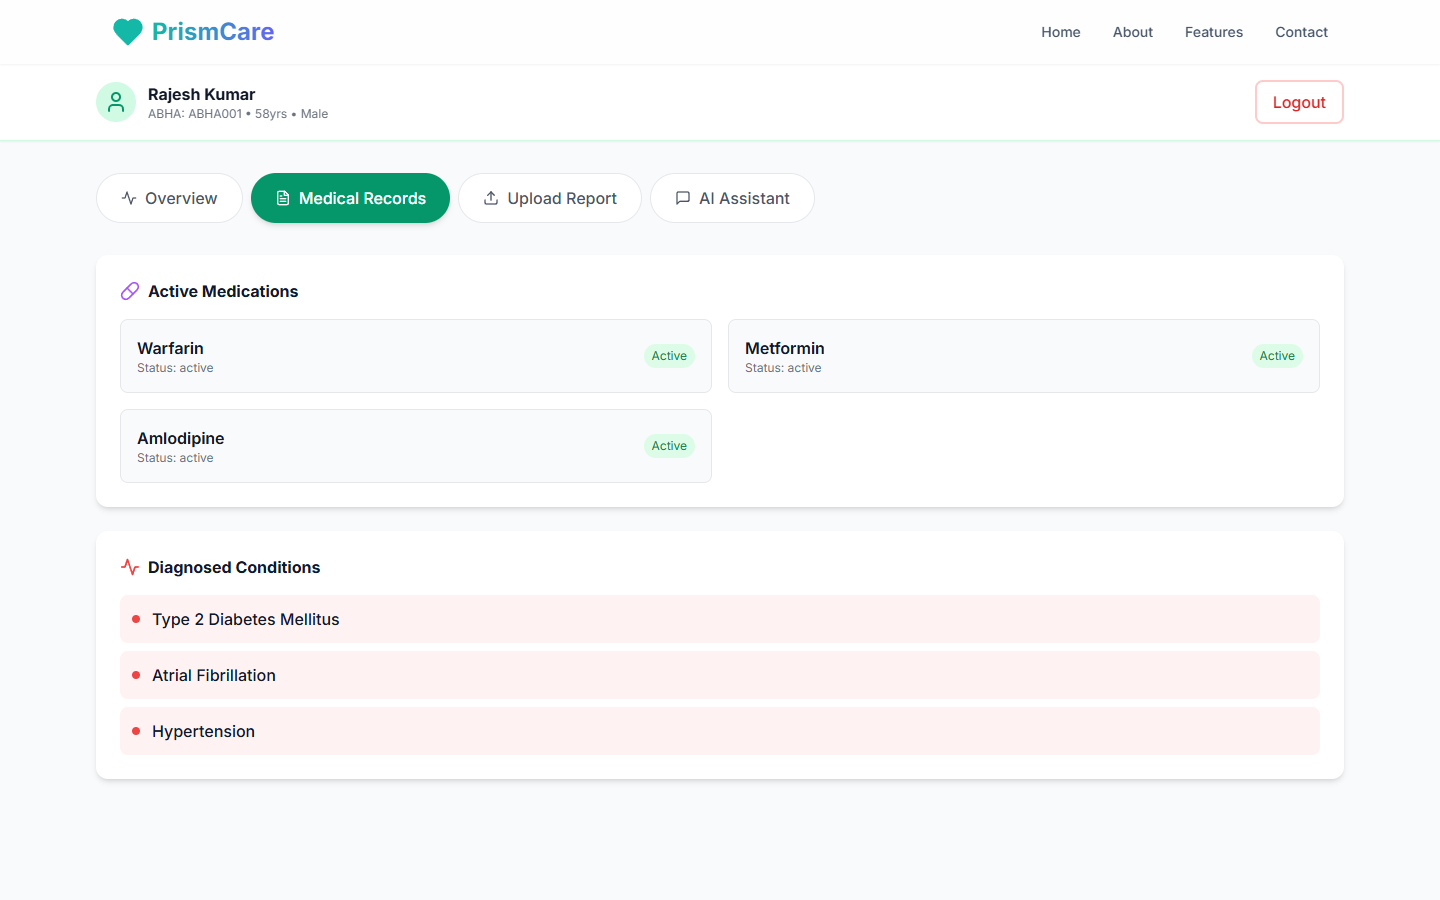 PrismCare
Home
About
Features
Contact
Rajesh Kumar
ABHA: ABHA001 • 58yrs • Male
Logout
Overview
Medical Records
Upload Report
AI Assistant
Active Medications
Warfarin
Status: active
Active
Metformin
Status: active
Active
Amlodipine
Status: active
Active
Diagnosed Conditions
Type 2 Diabetes Mellitus
Atrial Fibrillation
Hypertension